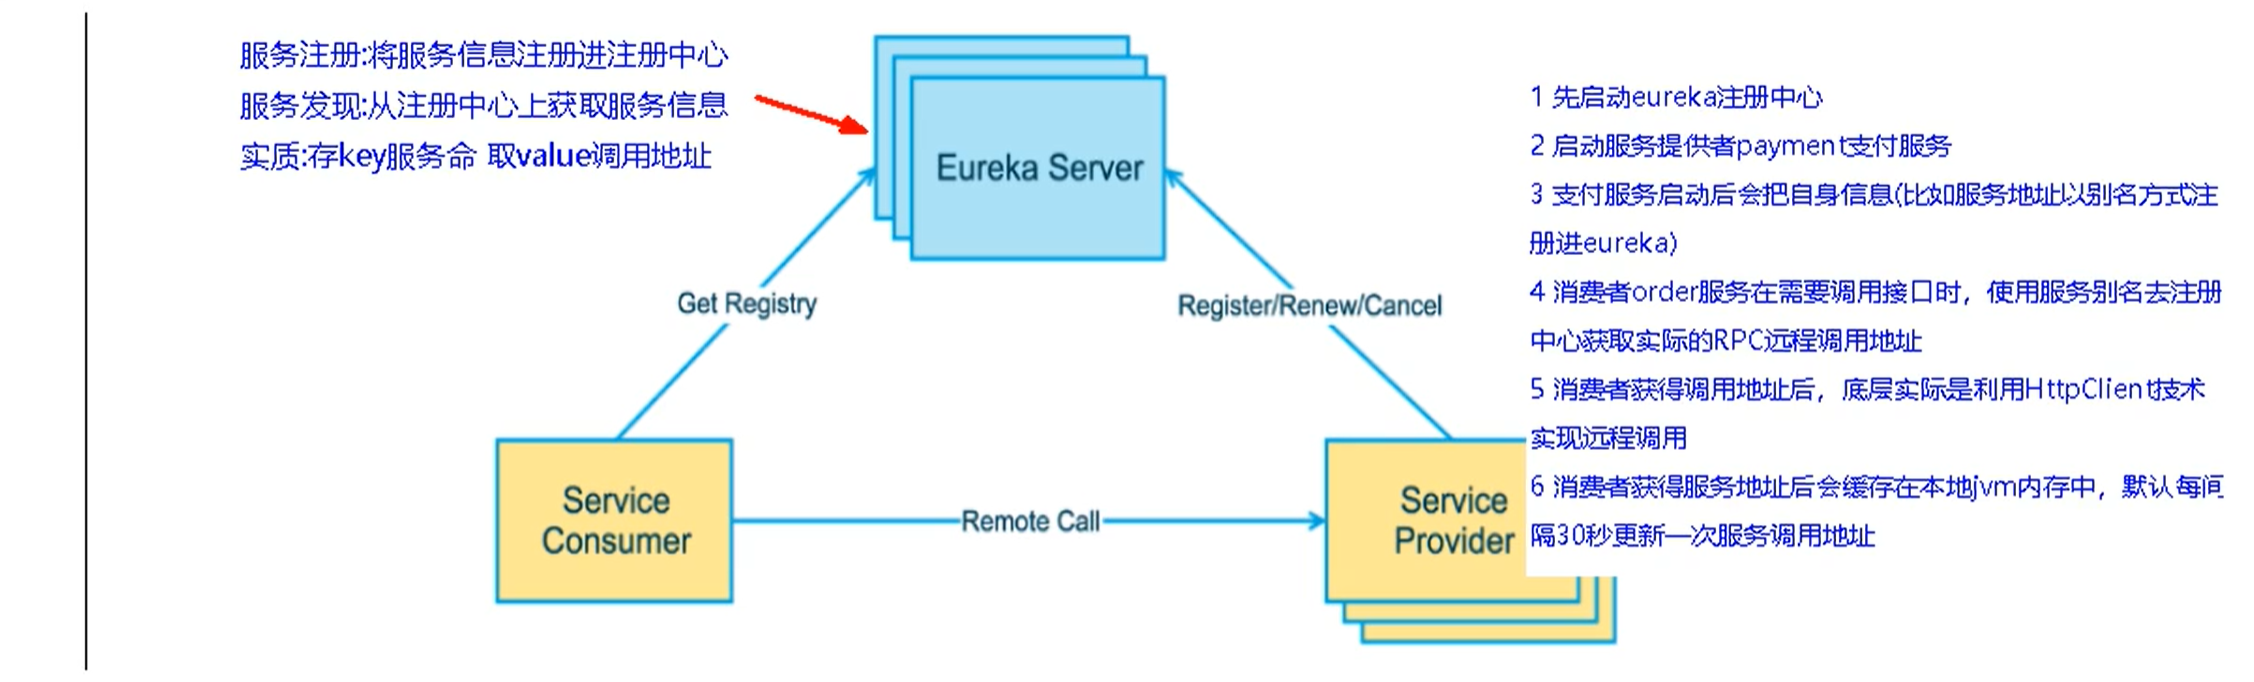 服务注册:将服务信息注册进注册中心
服务发现:从注册中心上获取服务信息
实质:存key服务命 取value调用地址
Eureka Server
Get Registry
Register/Renew/Cancel
Service
Consumer
Remote Call
Service
Provider
1 先启动eureka注册中心
2 启动服务提供者payment支付服务
3 支付服务启动后会把自身信息(比如服务地址以别名方式注
册进eureka)
4 消费者order服务在需要调用接口时，使用服务别名去注册
中心获取实际的RPC远程调用地址
5 消费者获得调用地址后，底层实际是利用HttpClient技术
实现远程调用
6 消费者获得服务地址后会缓存在本地jvm内存中，默认每间
隔30秒更新一次服务调用地址